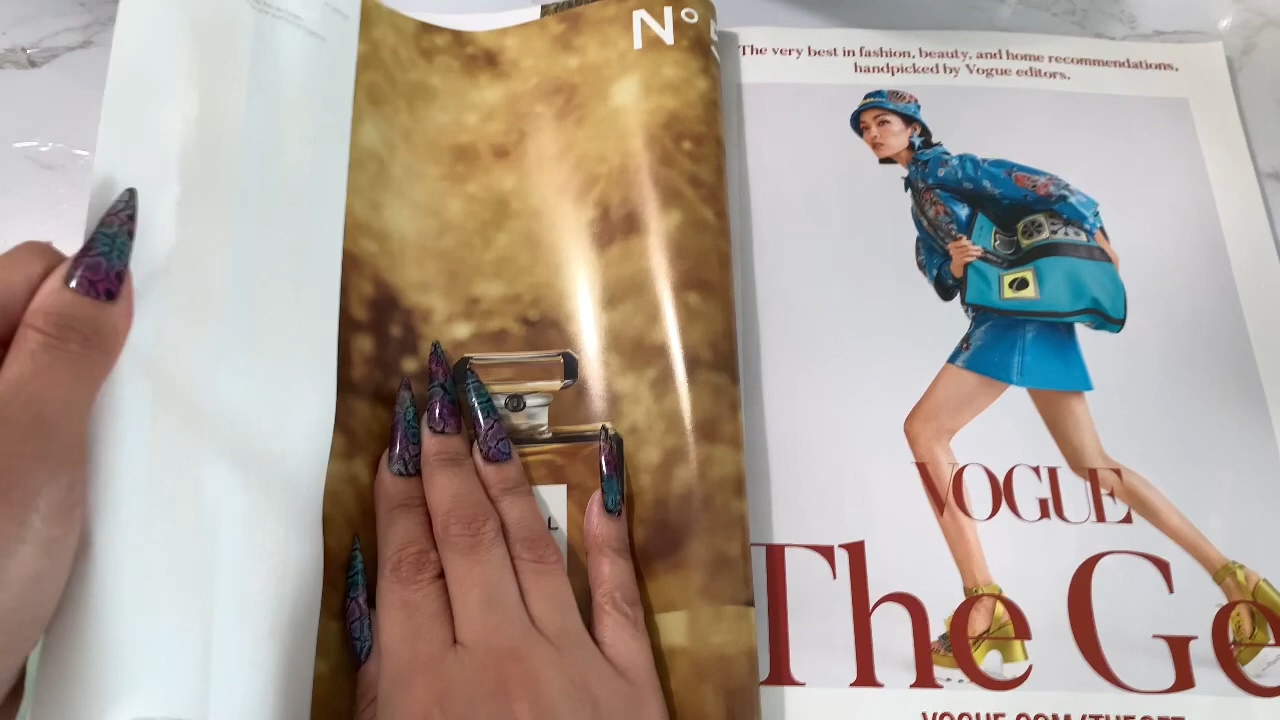 N°
L
The very best in fashion, beauty, and home recommendations,
handpicked by Vogue editors.
VOGUE
The Ge